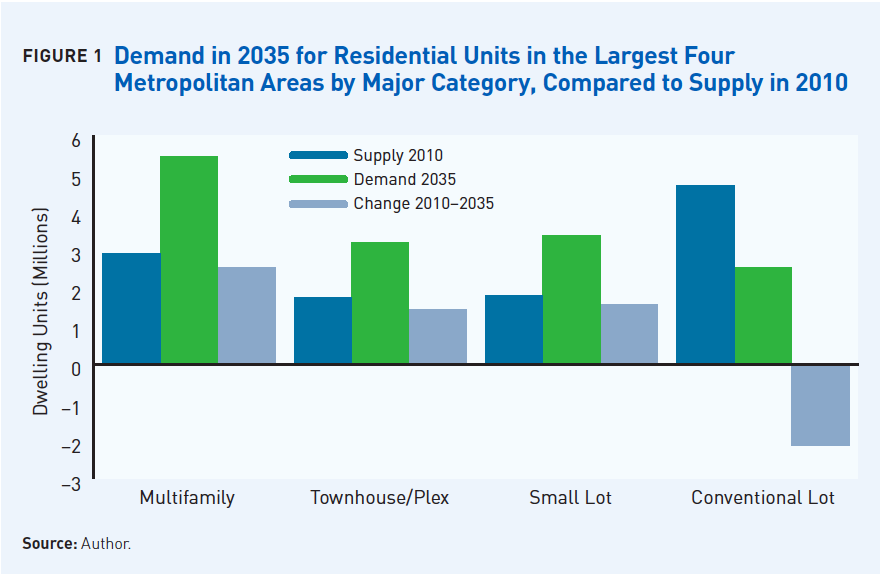 FIGURE 1 Demand in 2035 for Residential Units in the Largest Four
Metropolitan Areas by Major Category, Compared to Supply in 2010
6
5
4
3
2
1
0
–1
–2
–3
Dwelling Units (Millions)
Supply 2010
Demand 2035
Change 2010–2035
Multifamily
Townhouse/Plex
Small Lot
Conventional Lot
Source: Author.